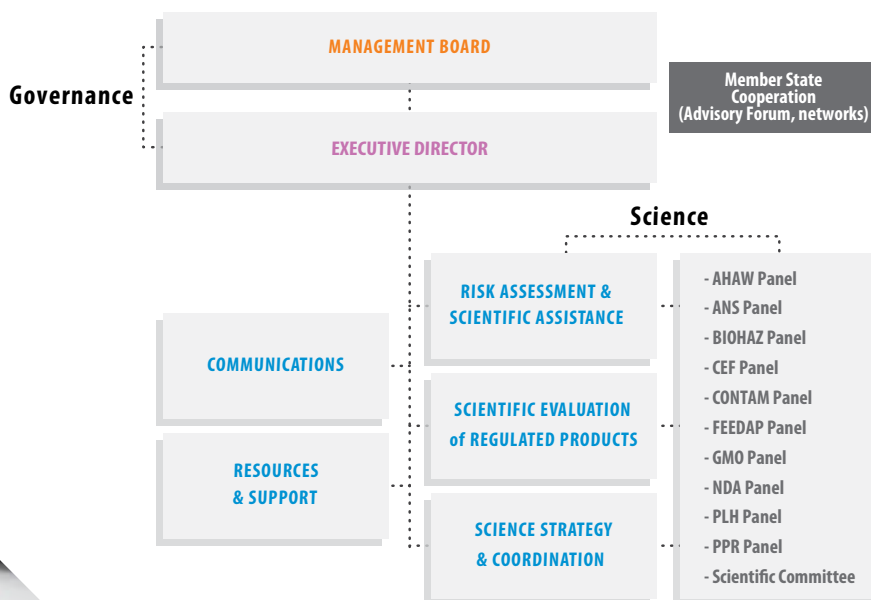 MANAGEMENT BOARD
Governance
Member State
Cooperation
(Advisory Forum, networks)
EXECUTIVE DIRECTOR
Science
RISK ASSESSMENT &
SCIENTIFIC ASSISTANCE
COMMUNICATIONS
SCIENTIFIC EVALUATION
of REGULATED PRODUCTS
RESOURCES
& SUPPORT
SCIENCE STRATEGY
& COORDINATION
- AHAW Panel
- ANS Panel
- BIOHAZ Panel
- CEF Panel
- CONTAM Panel
- FEEDAP Panel
- GMO Panel
- NDA Panel
- PLH Panel
- PPR Panel
- Scientific Committee